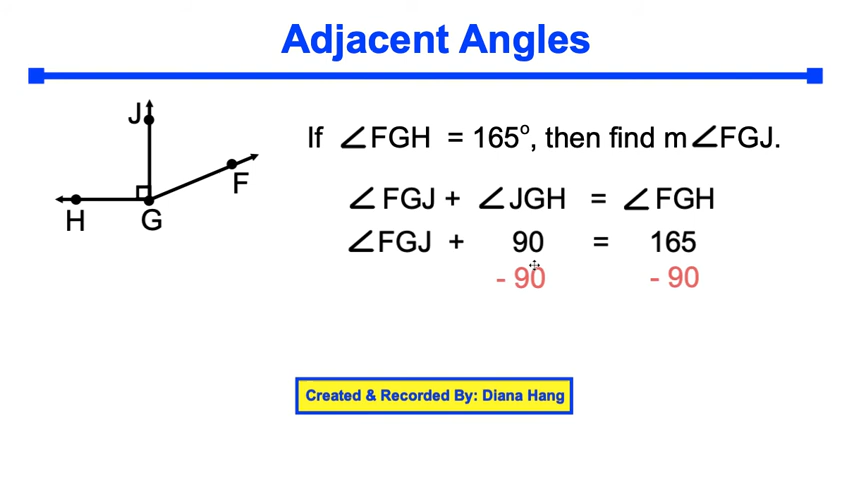 Adjacent Angles
J
F
H
G
If ∠FGH = 165°, then find m∠FGJ.
∠FGJ + ∠JGH = ∠FGH
∠FGJ + 90 = 165
- 90 - 90
Created & Recorded By: Diana Hang